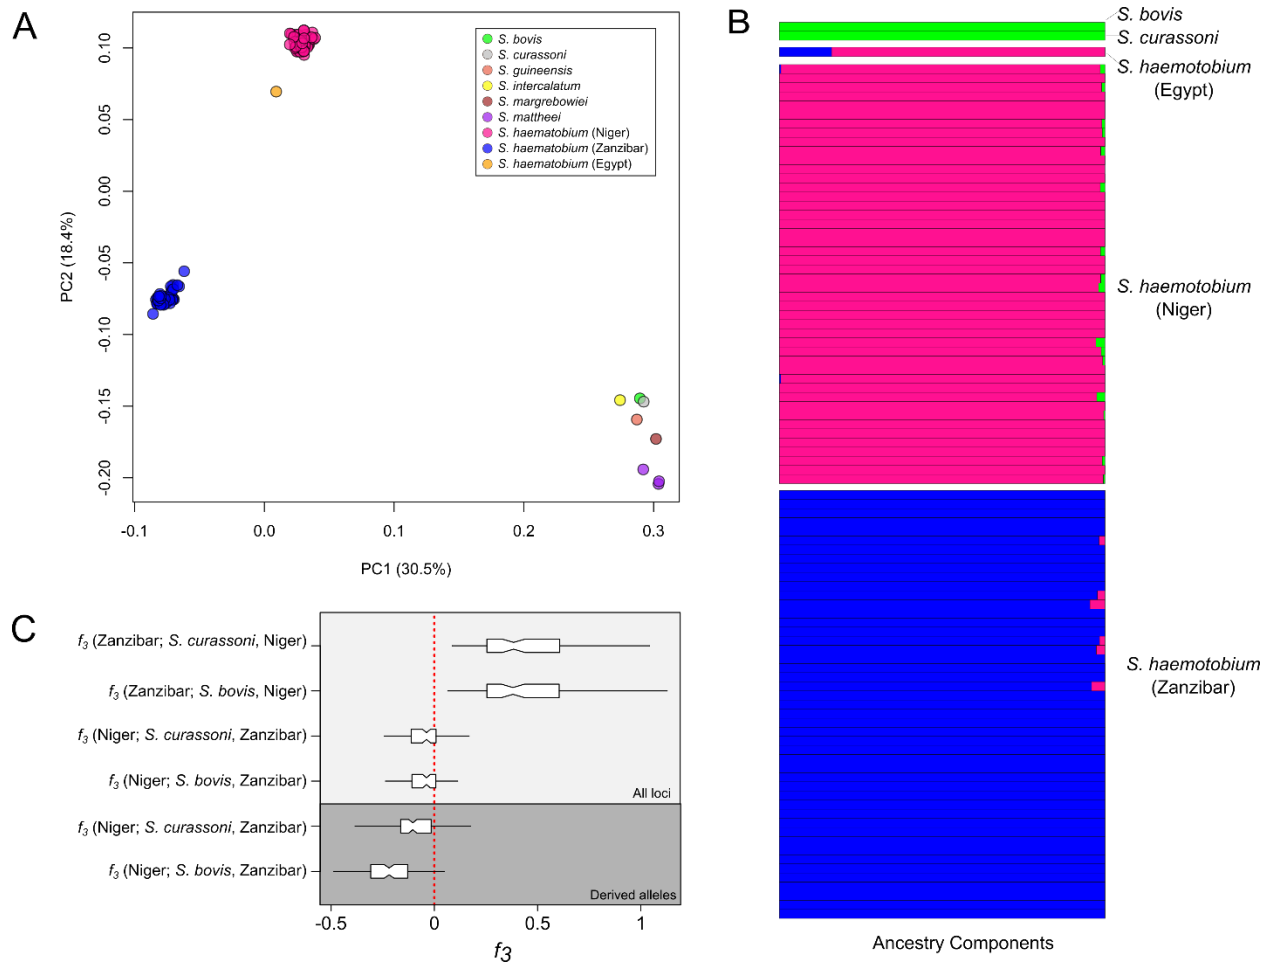 A
S. bovis
S. curassoni
S. guineensis
S. intercalatum
S. margrebowiei
S. mattheei
S. haematobium (Niger)
S. haematobium (Zanzibar)
S. haematobium (Egypt)
0.10
0.05
0.00
-0.05
-0.10
-0.15
-0.20
PC2 (18.4%)
-0.1
0.0
0.1
0.2
0.3
PC1 (30.5%)
B
S. bovis
S. curassoni
S. haemotobium
(Egypt)
S. haemotobium
(Niger)
S. haemotobium
(Zanzibar)
Ancestry Components
C
f3 (Zanzibar; S. curassoni, Niger)
f3 (Zanzibar; S. bovis, Niger)
f3 (Niger; S. curassoni, Zanzibar)
f3 (Niger; S. bovis, Zanzibar)
All loci
f3 (Niger; S. curassoni, Zanzibar)
f3 (Niger; S. bovis, Zanzibar)
Derived alleles
-0.5
0
0.5
1
f3